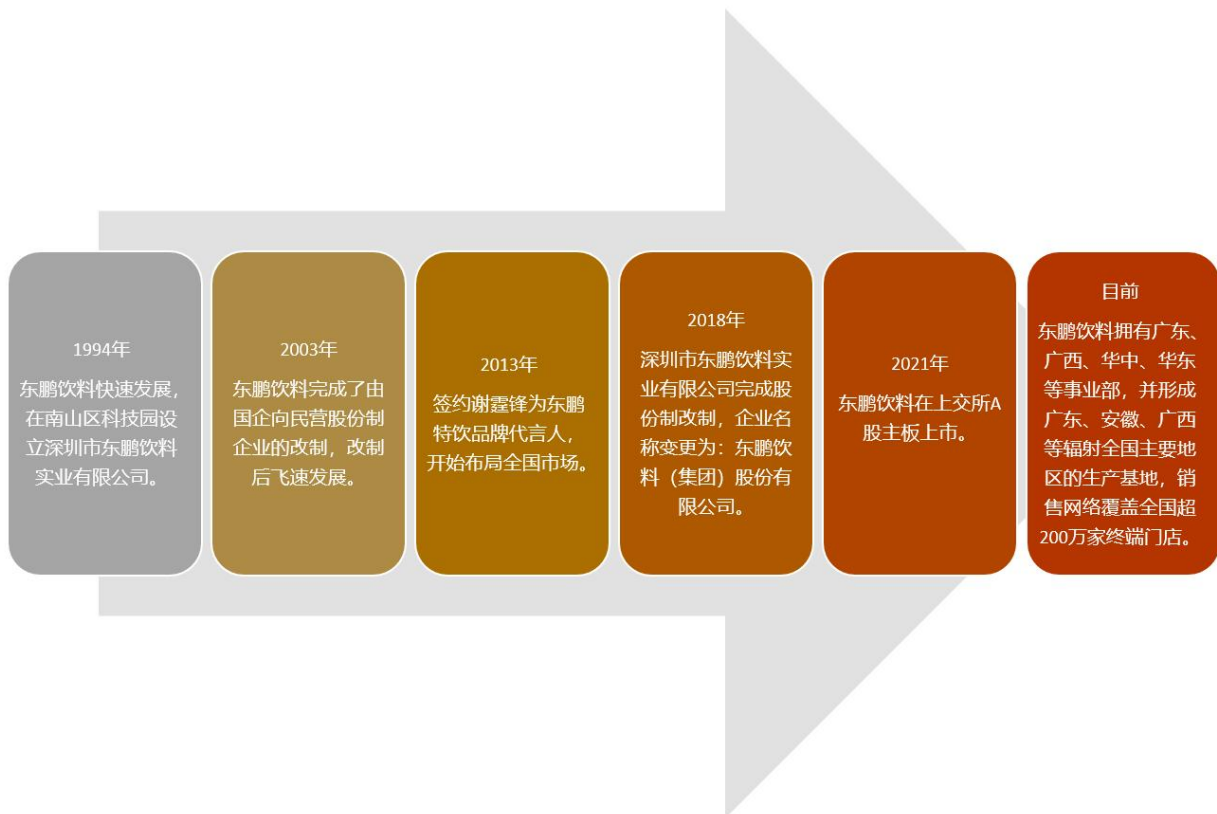 1994年
东鹏饮料快速发展，
在南山区科技园设
立深圳市东鹏饮料
实业有限公司。
2003年
东鹏饮料完成了由
国企向民营股份制
企业的改制，改制
后飞速发展。
2013年
签约谢霆锋为东鹏
特饮品牌代言人，
开始布局全国市场。
2018年
深圳市东鹏饮料实
业有限公司完成股
份制改制，企业名
称变更为：东鹏饮
料（集团）股份有
限公司。
2021年
东鹏饮料在上交所A
股主板上市。
目前
东鹏饮料拥有广东、
广西、华中、华东
等事业部，并形成
广东、安徽、广西
等辐射全国主要地
区的生产基地，销
售网络覆盖全国超
200万家终端门店。